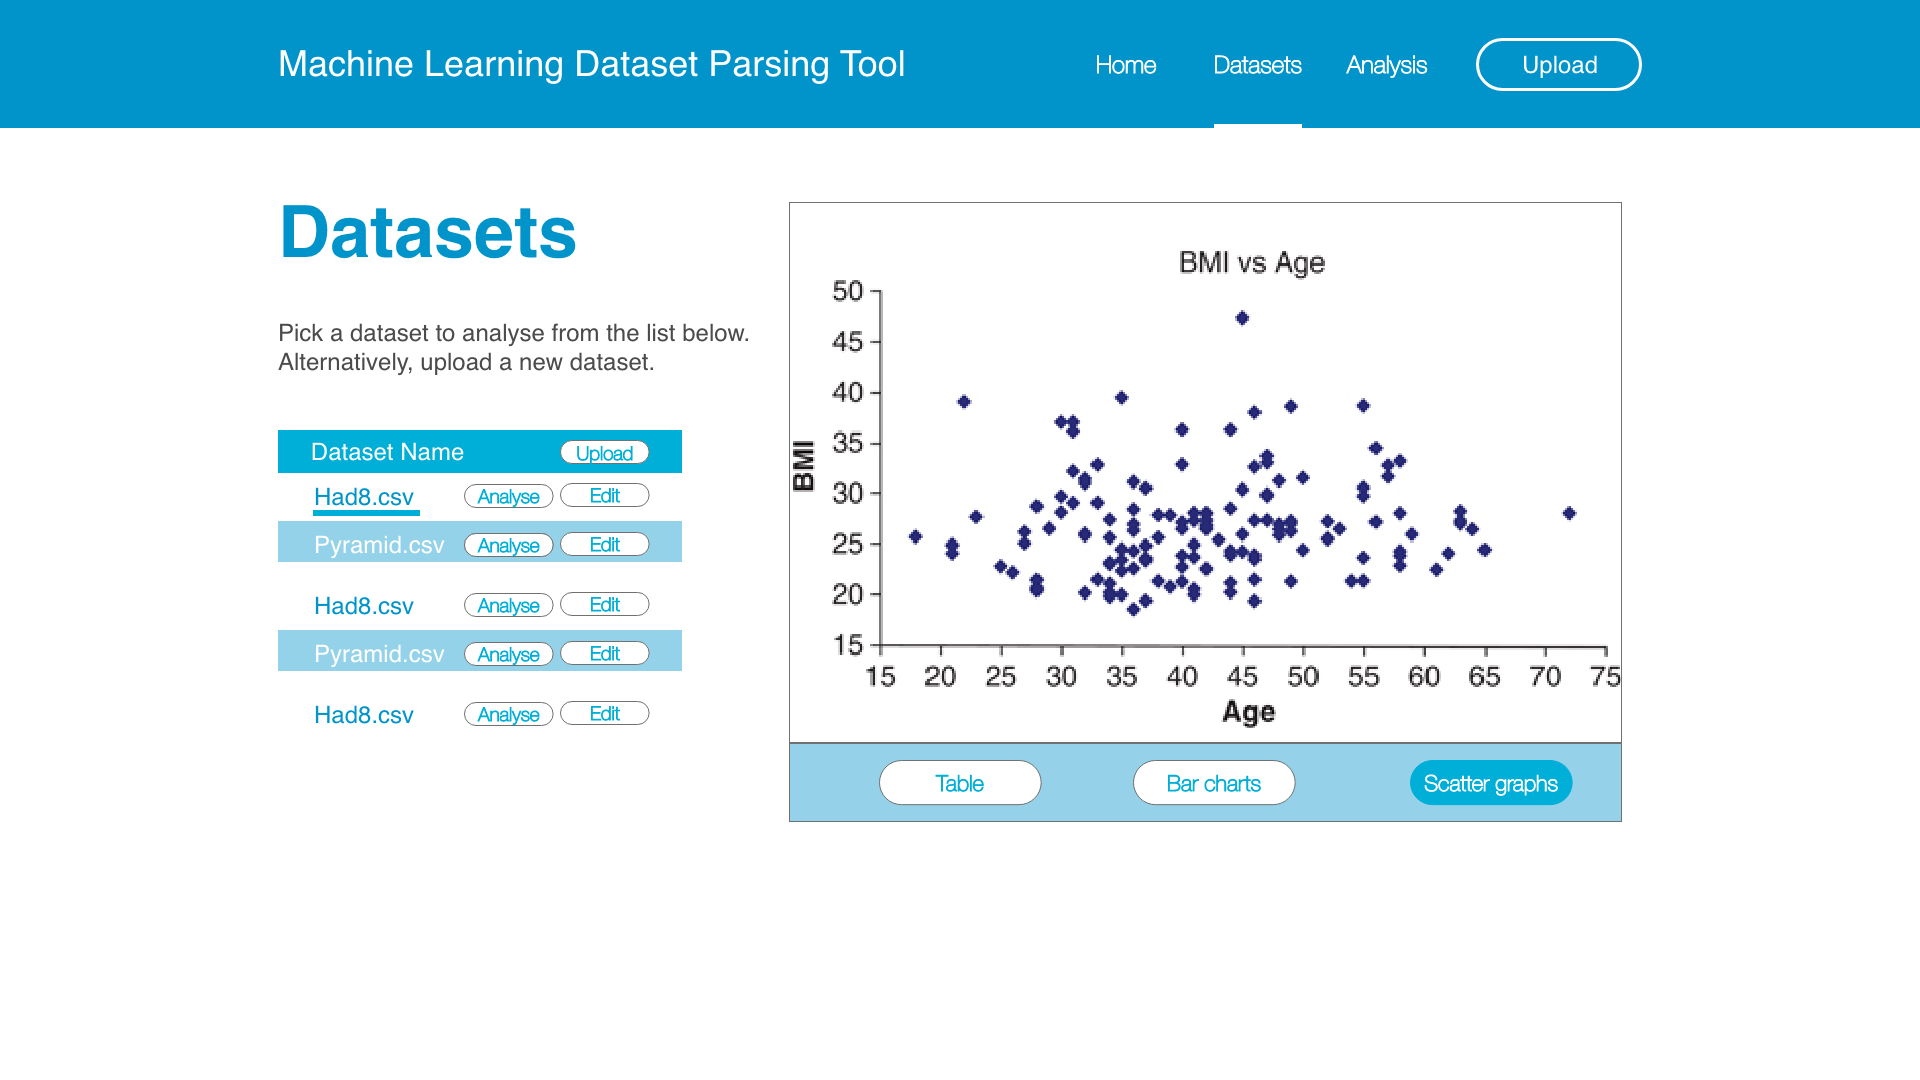 Machine Learning Dataset Parsing Tool
Home Datasets Analysis Upload
Datasets
Pick a dataset to analyse from the list below.
Alternatively, upload a new dataset.
Dataset Name Upload
Had8.csv Analyse Edit
Pyramid.csv Analyse Edit
Had8.csv Analyse Edit
Pyramid.csv Analyse Edit
Had8.csv Analyse Edit
BMI vs Age
50
45
40
35
30
25
20
15
BMI
15 20 25 30 35 40 45 50 55 60 65 70 75
Age
Table Bar charts Scatter graphs